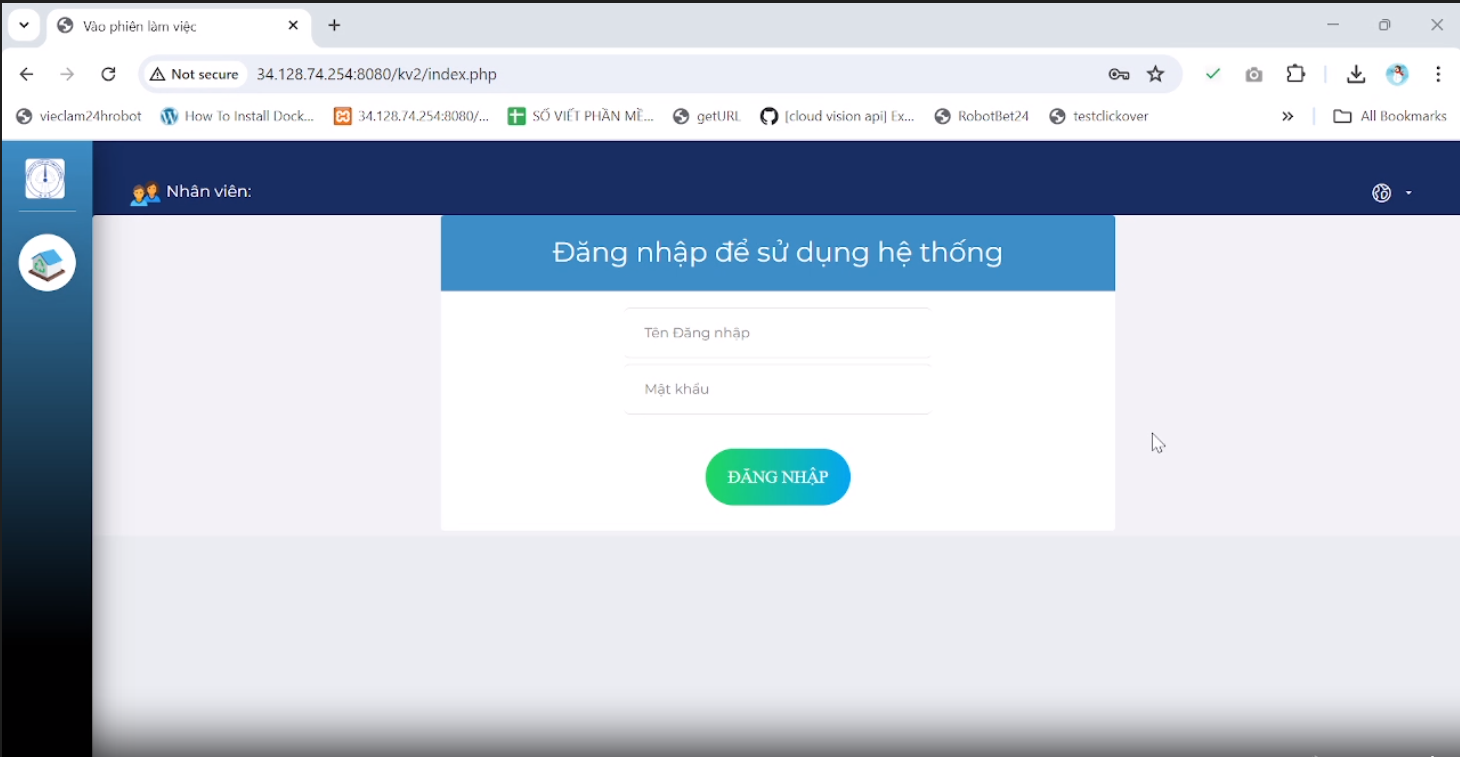 Vào phiên làm việc
Not secure 34.128.74.254:8080/kv2/index.php
vieclam24hrobot How To Install Dock... 34.128.74.254:8080/... SỔ VIẾT PHẦN MỀ... getURL [cloud vision api] Ex... RobotBet24 testclickover » All Bookmarks
Nhân viên:
Đăng nhập để sử dụng hệ thống
Tên Đăng nhập
Mật khẩu
ĐĂNG NHẬP